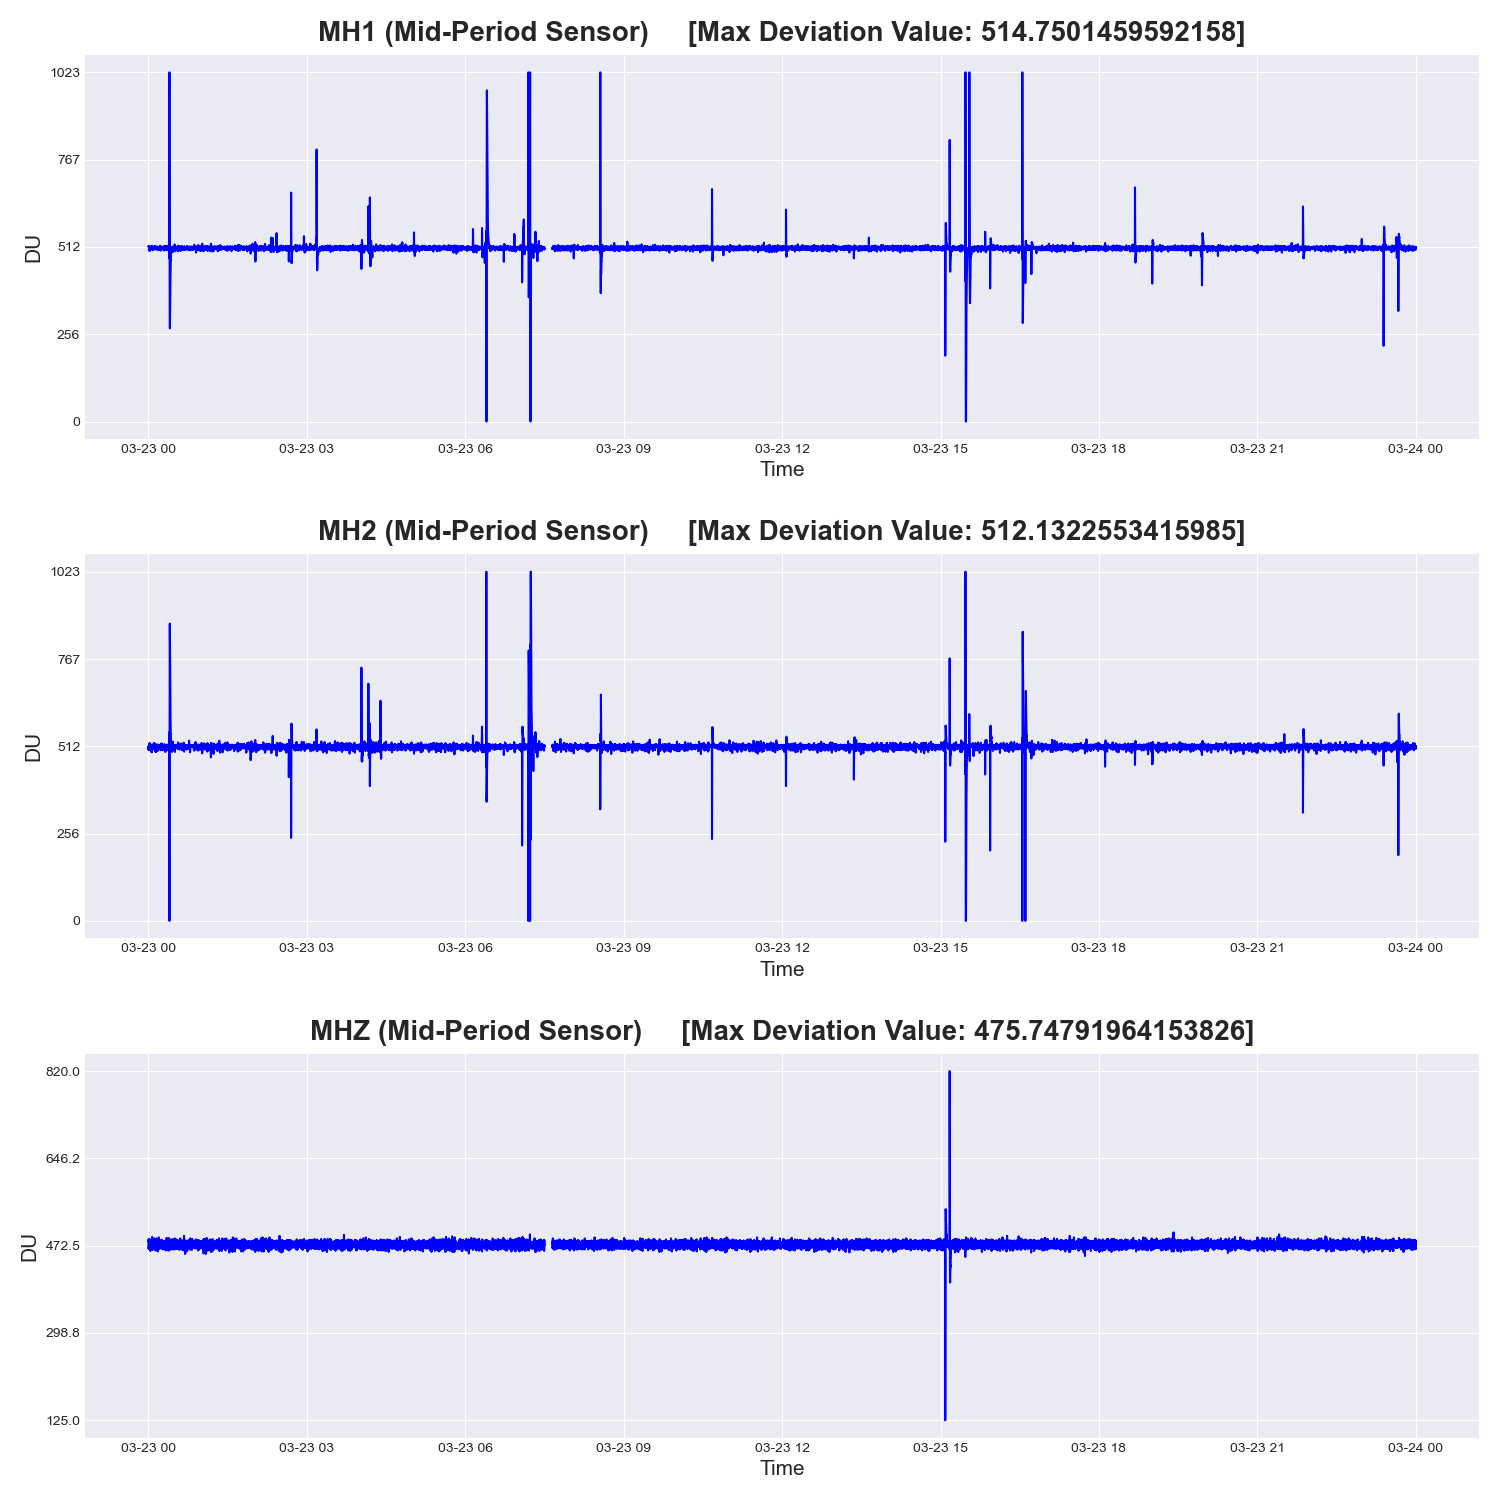 MH1 (Mid-Period Sensor) [Max Deviation Value: 514.7501459592158]
1023
767
512
256
0
DU
03-23 00 03-23 03 03-23 06 03-23 09 03-23 12 03-23 15 03-23 18 03-23 21 03-24 00
Time
MH2 (Mid-Period Sensor) [Max Deviation Value: 512.1322553415985]
1023
767
512
256
0
DU
03-23 00 03-23 03 03-23 06 03-23 09 03-23 12 03-23 15 03-23 18 03-23 21 03-24 00
Time
MHZ (Mid-Period Sensor) [Max Deviation Value: 475.74791964153826]
820.0
646.2
472.5
298.8
125.0
DU
03-23 00 03-23 03 03-23 06 03-23 09 03-23 12 03-23 15 03-23 18 03-23 21 03-24 00
Time